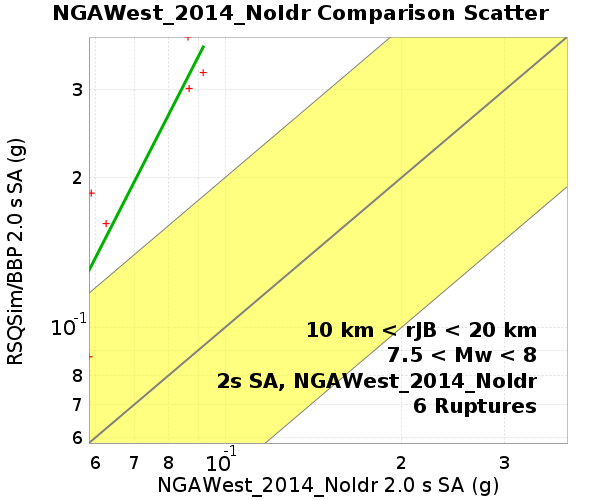 NGAWest_2014_NoIdr Comparison Scatter
RSQSim/BBP 2.0 s SA (g)
3
2
10^-1
8
7
6
10 km < rJB < 20 km
7.5 < Mw < 8
2s SA, NGAWest_2014_NoIdr
6 Ruptures
6 7 8 10^-1 2 3
NGAWest_2014_NoIdr 2.0 s SA (g)